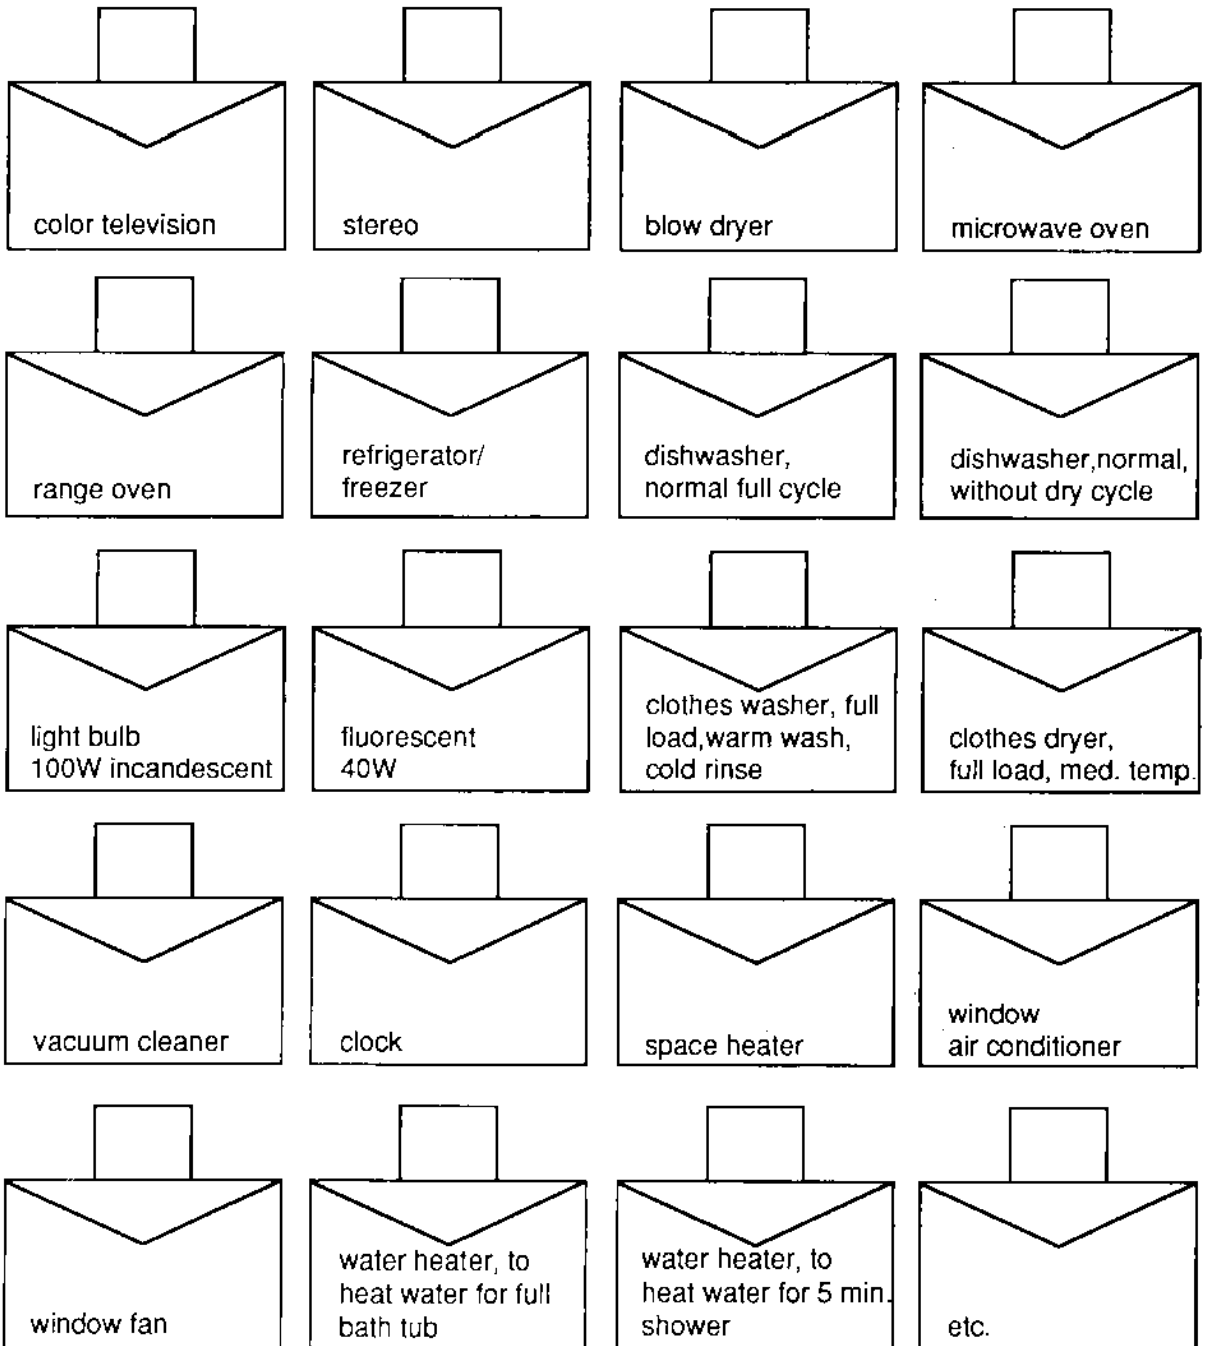 color television
stereo
blow dryer
microwave oven
range oven
refrigerator/
freezer
dishwasher,
normal full cycle
dishwasher,normal,
without dry cycle
light bulb
100W incandescent
fluorescent
40W
clothes washer, full
load,warm wash,
cold rinse
clothes dryer,
full load, med. temp.
vacuum cleaner
clock
space heater
window
air conditioner
window fan
water heater, to
heat water for full
bath tub
water heater, to
heat water for 5 min.
shower
etc.